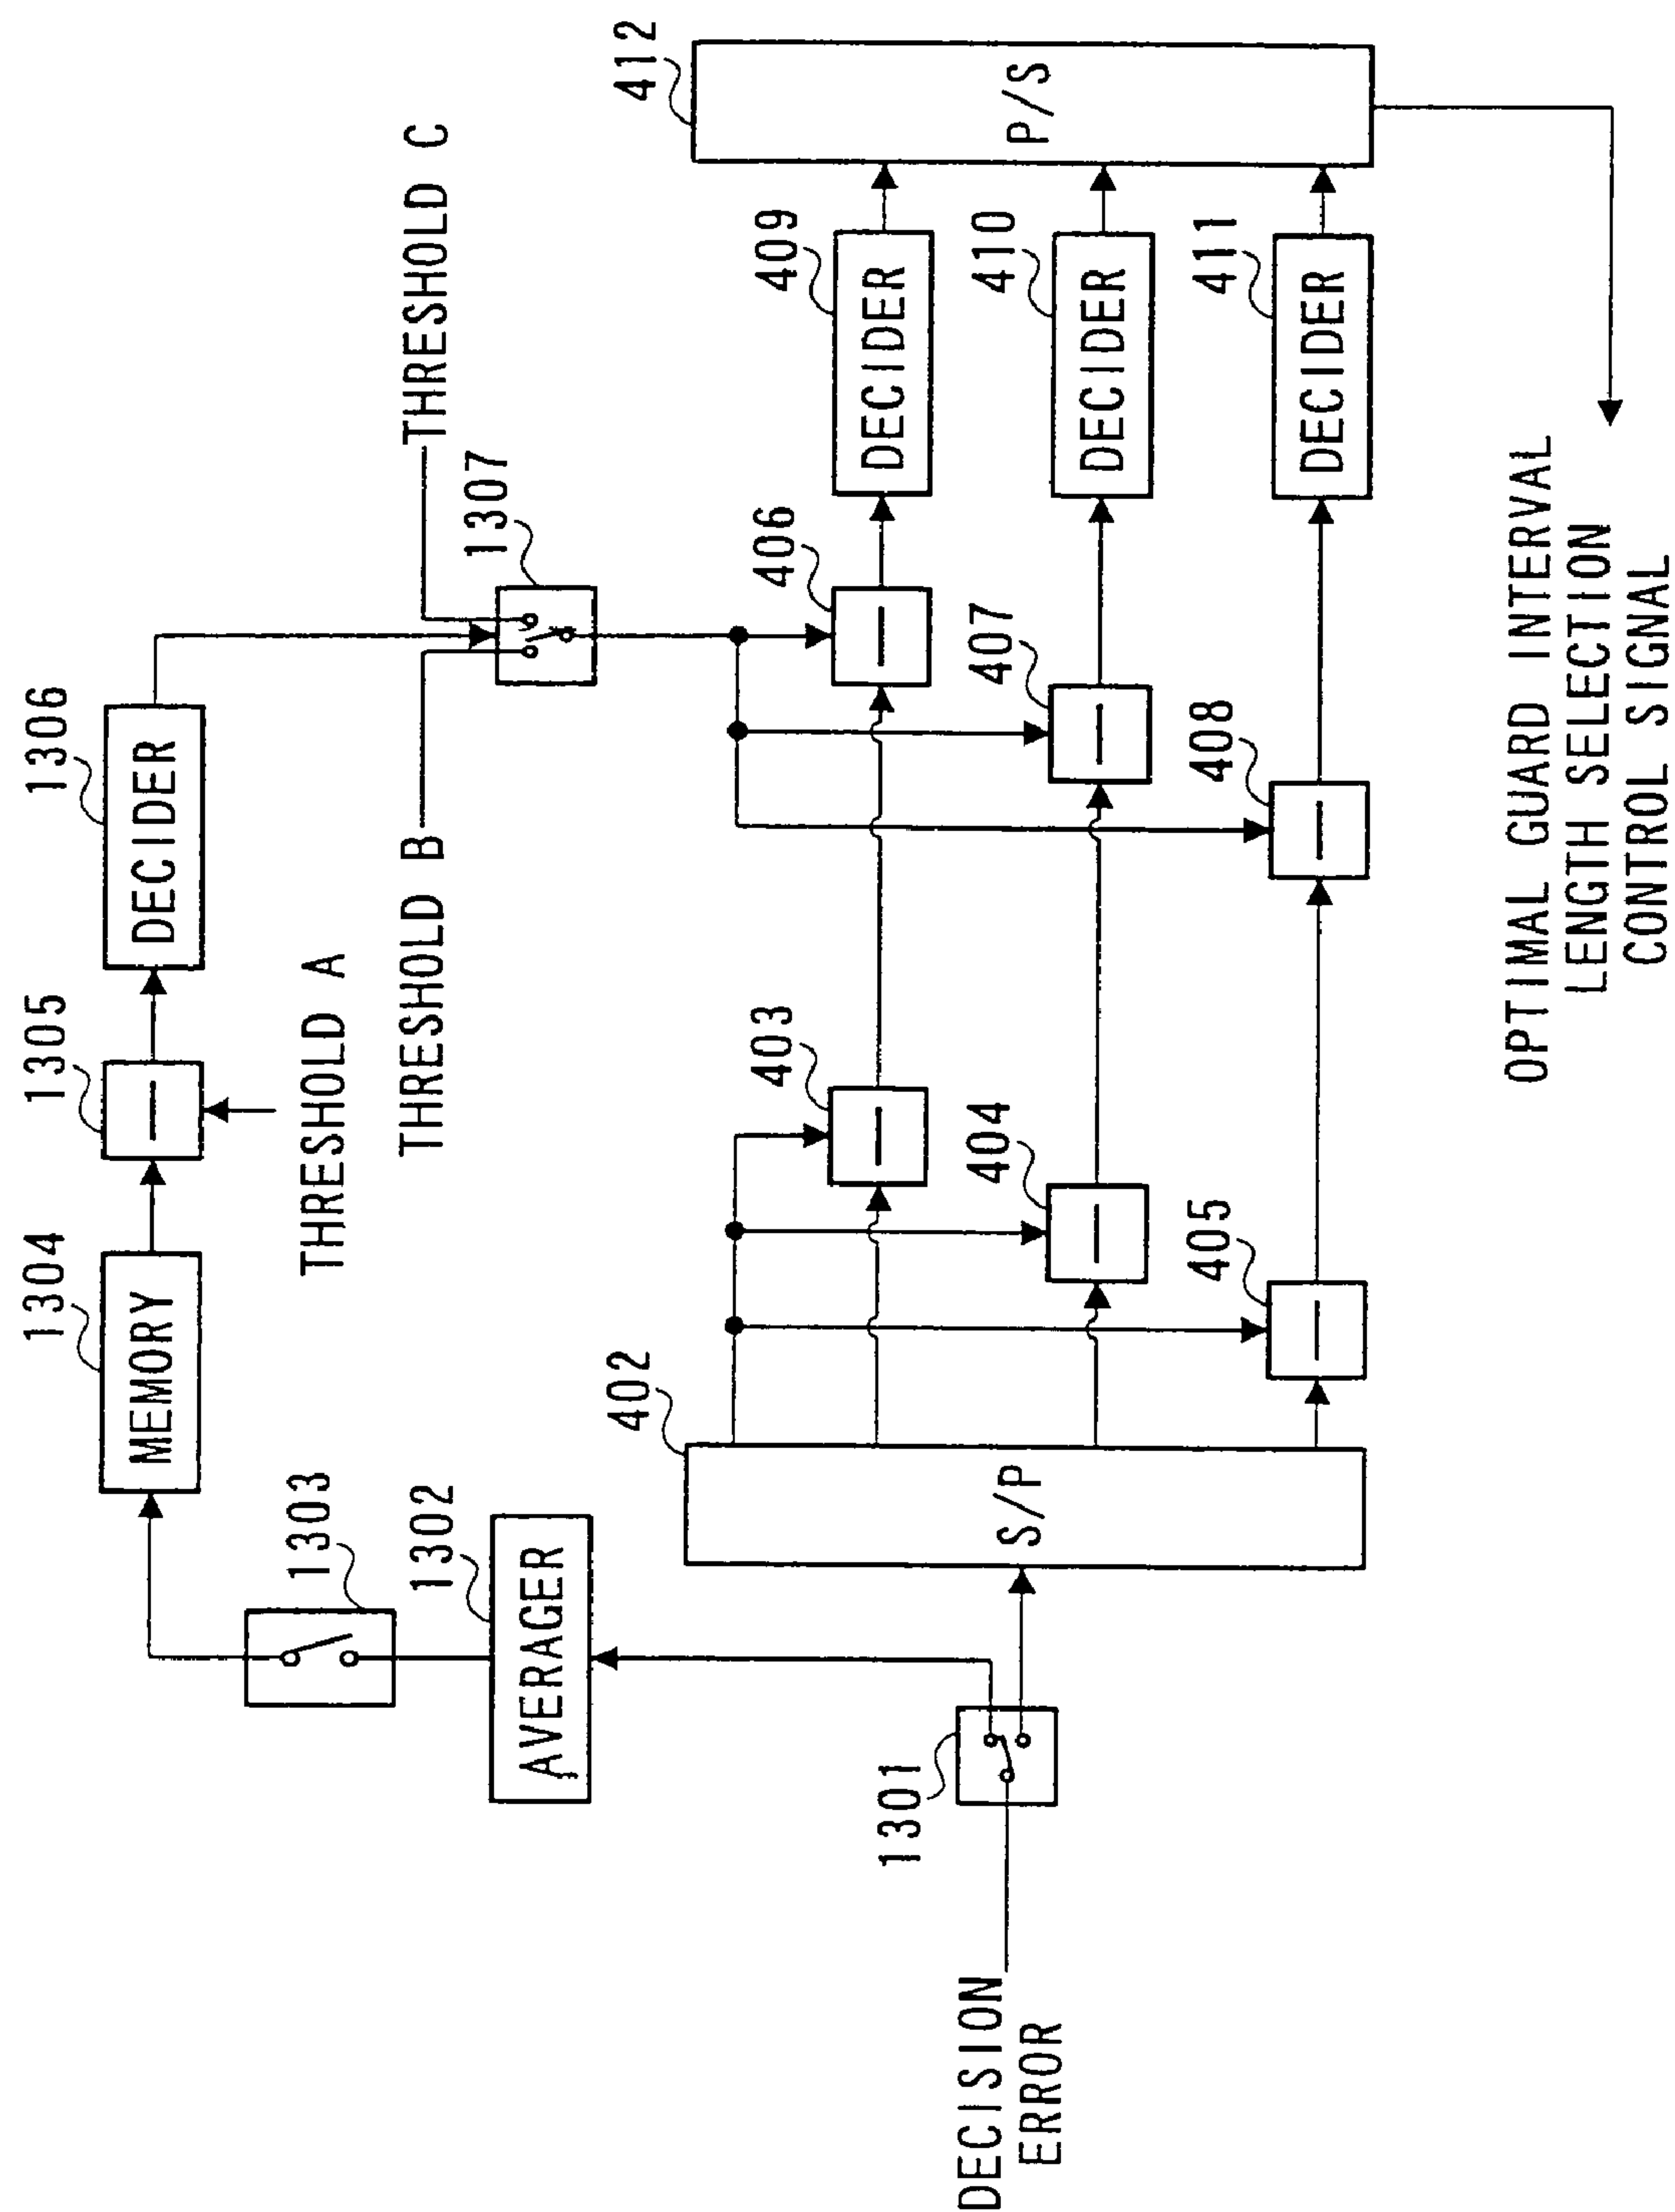 1304
MEMORY
1305
1306
DECIDER
1303
THRESHOLD A
1302
AVERAGER
THRESHOLD B
THRESHOLD C
1307
402
S/P
403
406
409
DECIDER
412
P/S
1301
DECISION
ERROR
404
407
410
DECIDER
405
408
411
DECIDER
OPTIMAL GUARD INTERVAL
LENGTH SELECTION
CONTROL SIGNAL